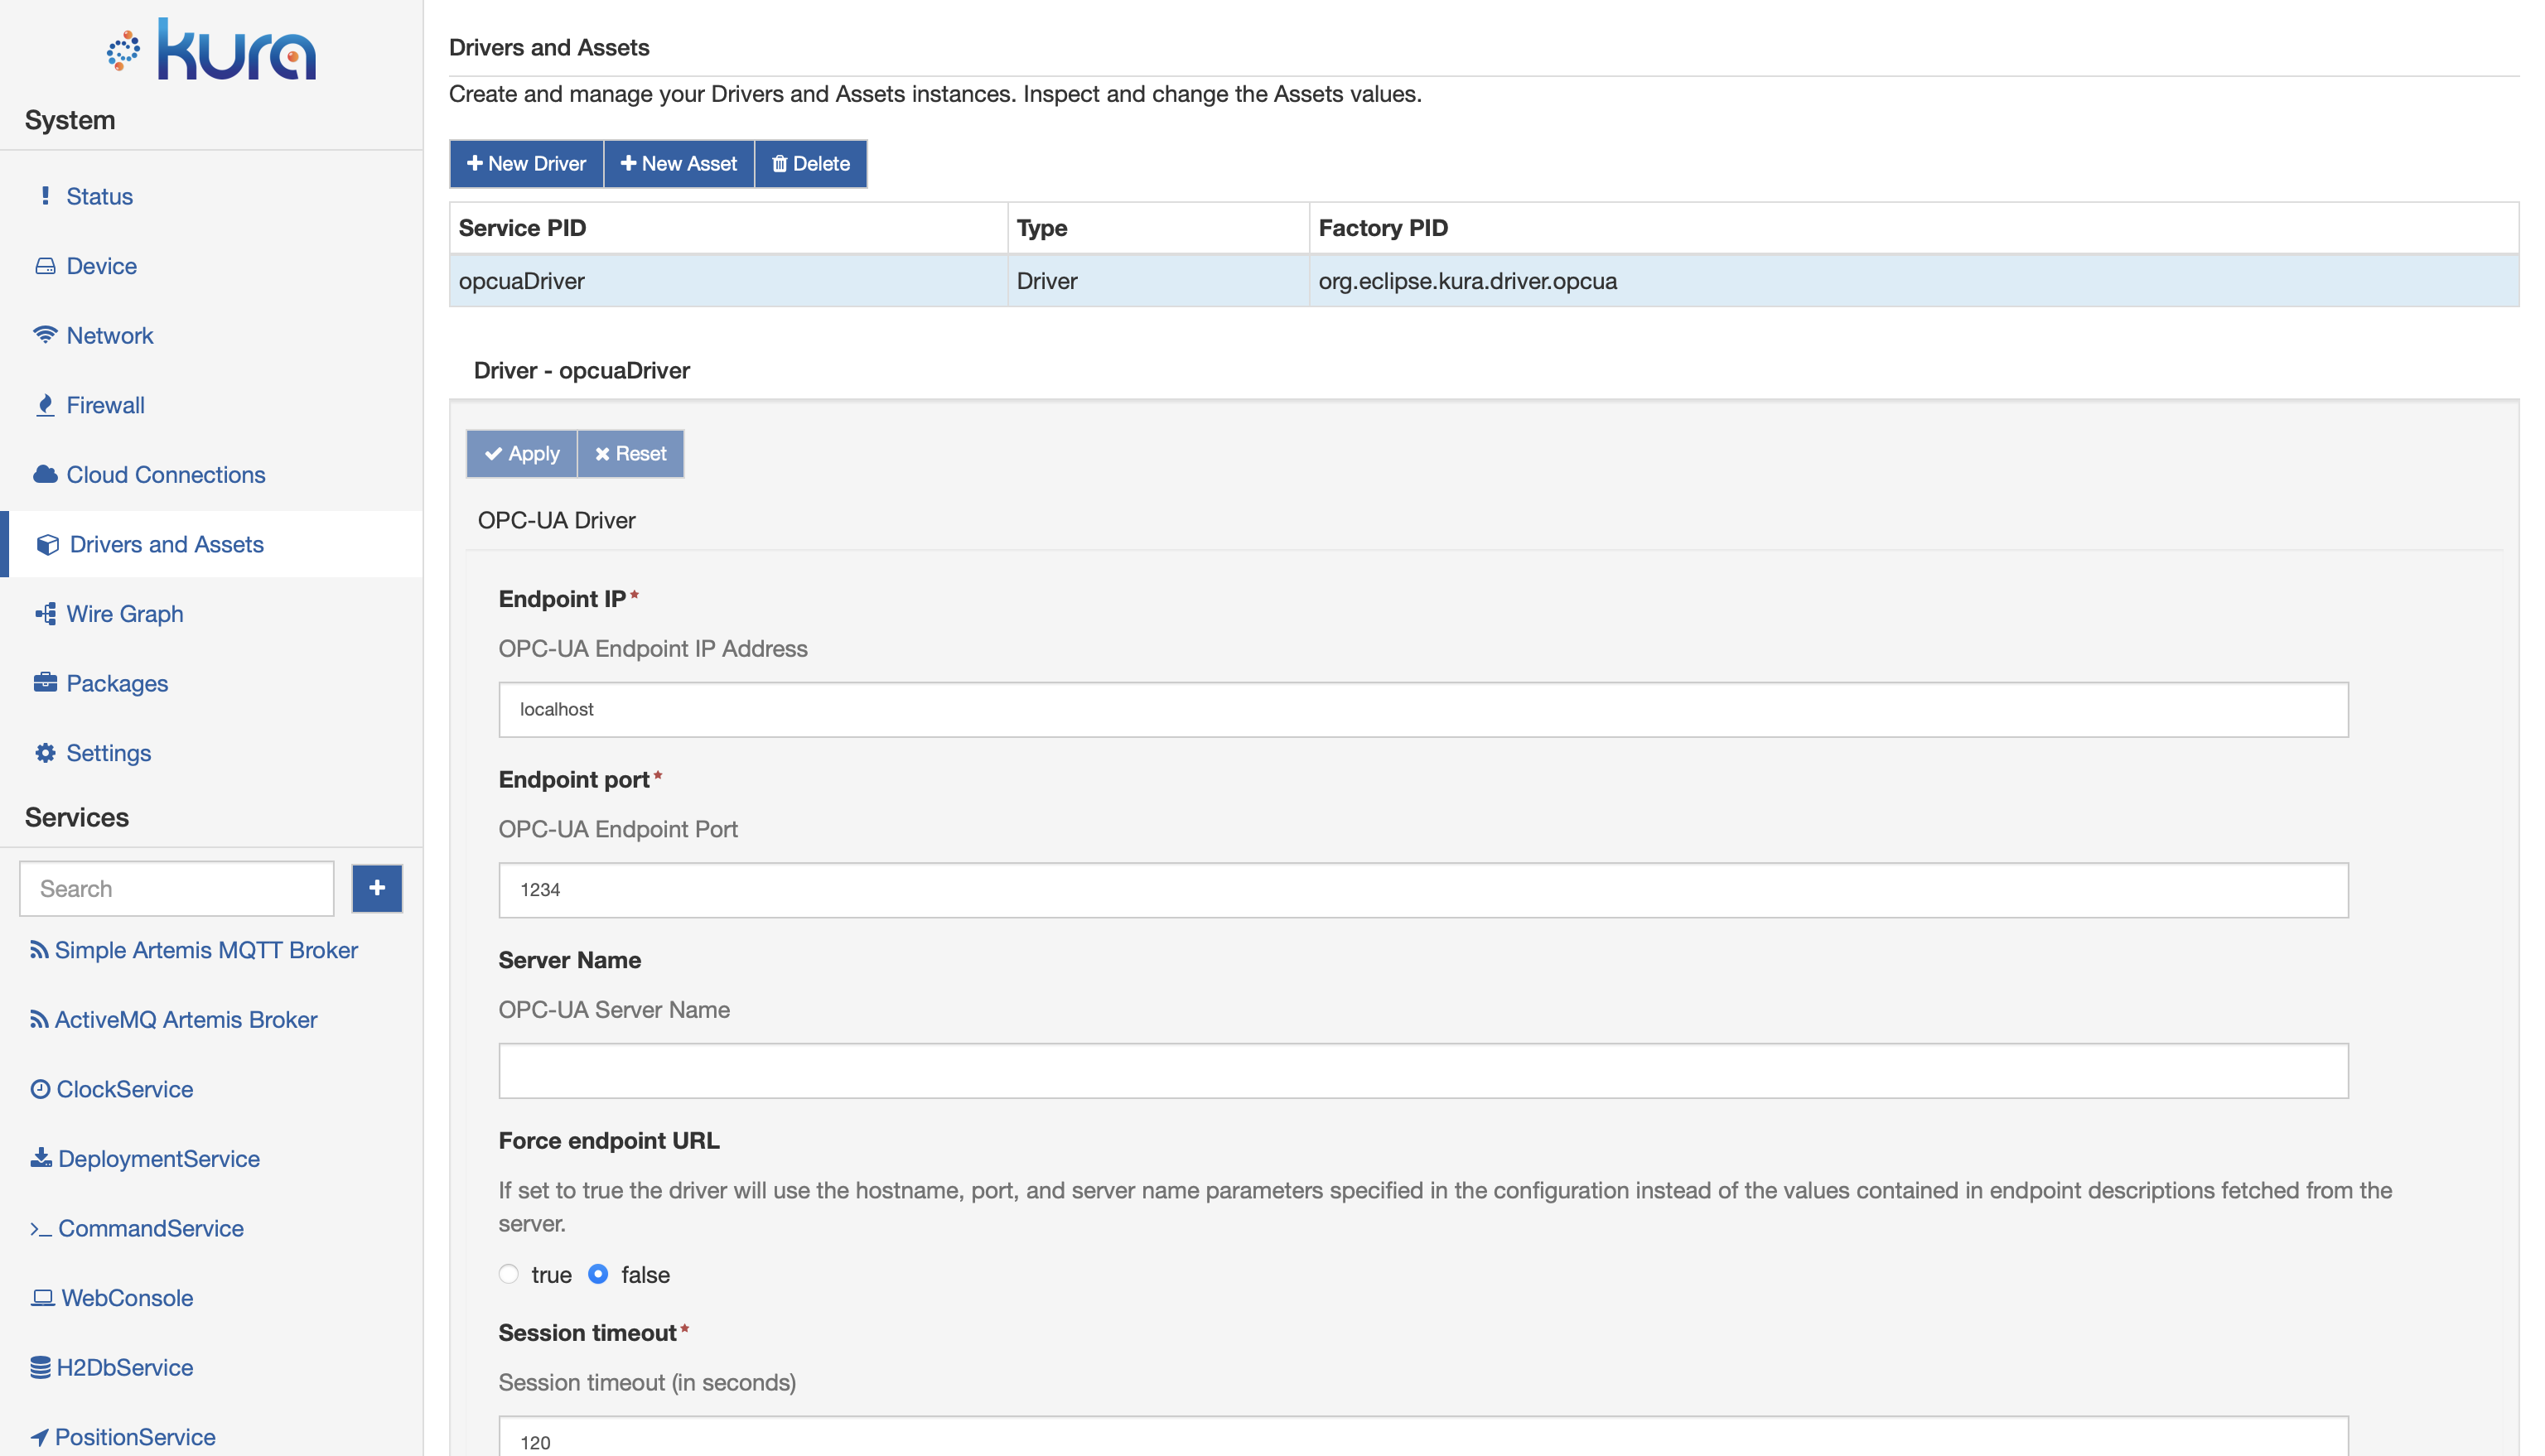 kura
System
Status
Device
Network
Firewall
Cloud Connections
Drivers and Assets
Wire Graph
Packages
Settings
Services
Search
Simple Artemis MQTT Broker
ActiveMQ Artemis Broker
ClockService
DeploymentService
CommandService
WebConsole
H2DbService
PositionService
Drivers and Assets
Create and manage your Drivers and Assets instances. Inspect and change the Assets values.
New Driver New Asset Delete
Service PID Type Factory PID
opcuaDriver Driver org.eclipse.kura.driver.opcua
Driver - opcuaDriver
Apply Reset
OPC-UA Driver
Endpoint IP*
OPC-UA Endpoint IP Address
localhost
Endpoint port*
OPC-UA Endpoint Port
1234
Server Name
OPC-UA Server Name
Force endpoint URL
If set to true the driver will use the hostname, port, and server name parameters specified in the configuration instead of the values contained in endpoint descriptions fetched from the
server.
true false
Session timeout*
Session timeout (in seconds)
120